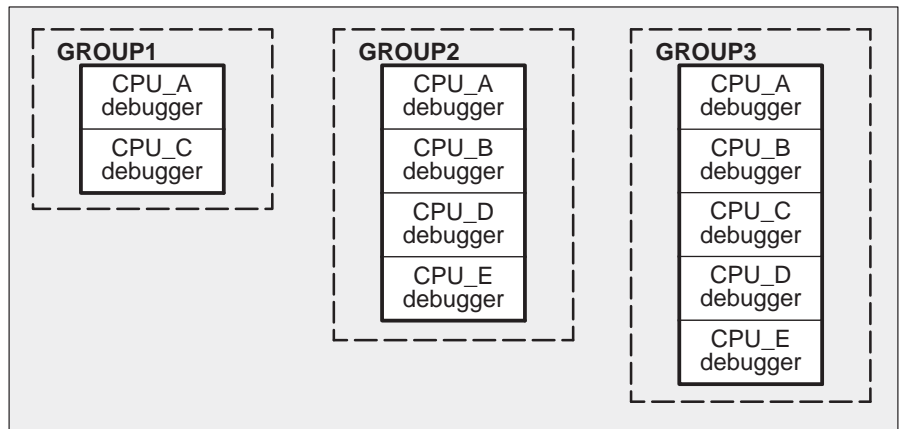 GROUP1
CPU_A
debugger
CPU_C
debugger
GROUP2
CPU_A
debugger
CPU_B
debugger
CPU_D
debugger
CPU_E
debugger
GROUP3
CPU_A
debugger
CPU_B
debugger
CPU_C
debugger
CPU_D
debugger
CPU_E
debugger